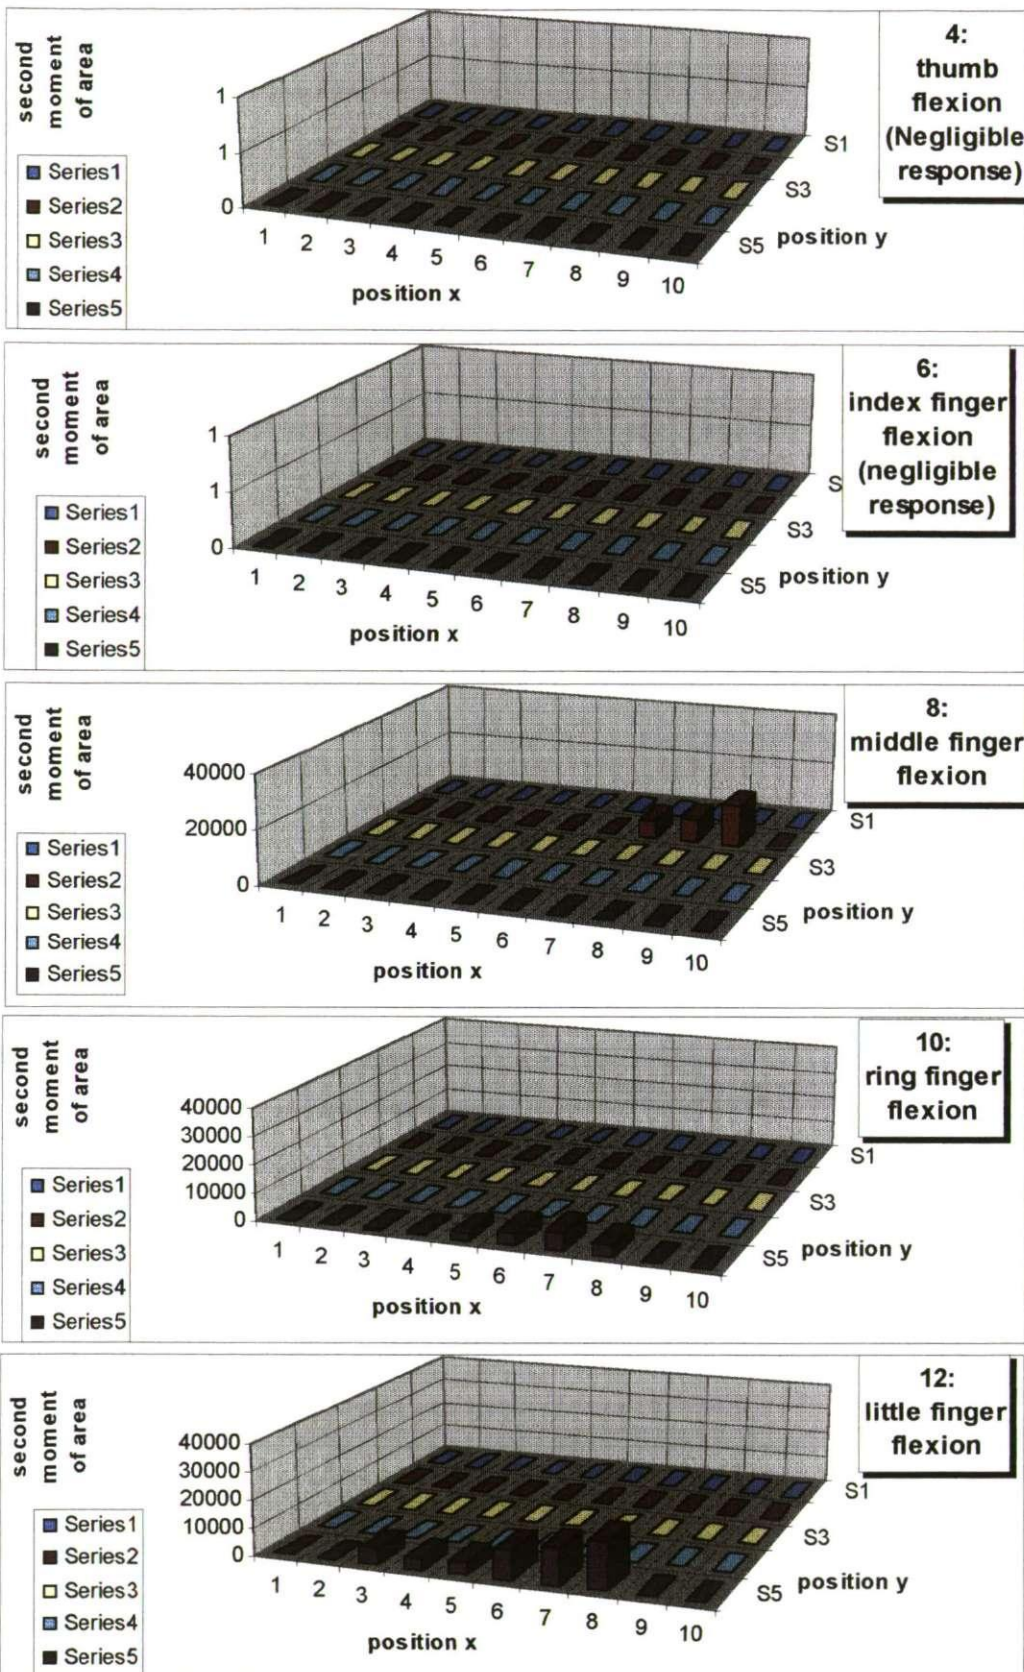 second
moment
of area
1
1
0
1 2 3 4 5 6 7 8 9 10
position x
S1
S3
S5 position y
Series1
Series2
Series3
Series4
Series5
4:
thumb
flexion
(Negligible
response)
second
moment
of area
1
1
0
1 2 3 4 5 6 7 8 9 10
position x
S
S3
S5 position y
Series1
Series2
Series3
Series4
Series5
6:
index finger
flexion
(negligible
response)
second
moment
of area
40000
20000
0
1 2 3 4 5 6 7 8 9 10
position x
S1
S3
S5 position y
Series1
Series2
Series3
Series4
Series5
8:
middle finger
flexion
second
moment
of area
40000
30000
20000
10000
0
1 2 3 4 5 6 7 8 9 10
position x
S1
S3
S5 position y
Series1
Series2
Series3
Series4
Series5
10:
ring finger
flexion
second
moment
of area
40000
30000
20000
10000
0
1 2 3 4 5 6 7 8 9 10
position x
S1
S3
S5 position y
Series1
Series2
Series3
Series4
Series5
12:
little finger
flexion